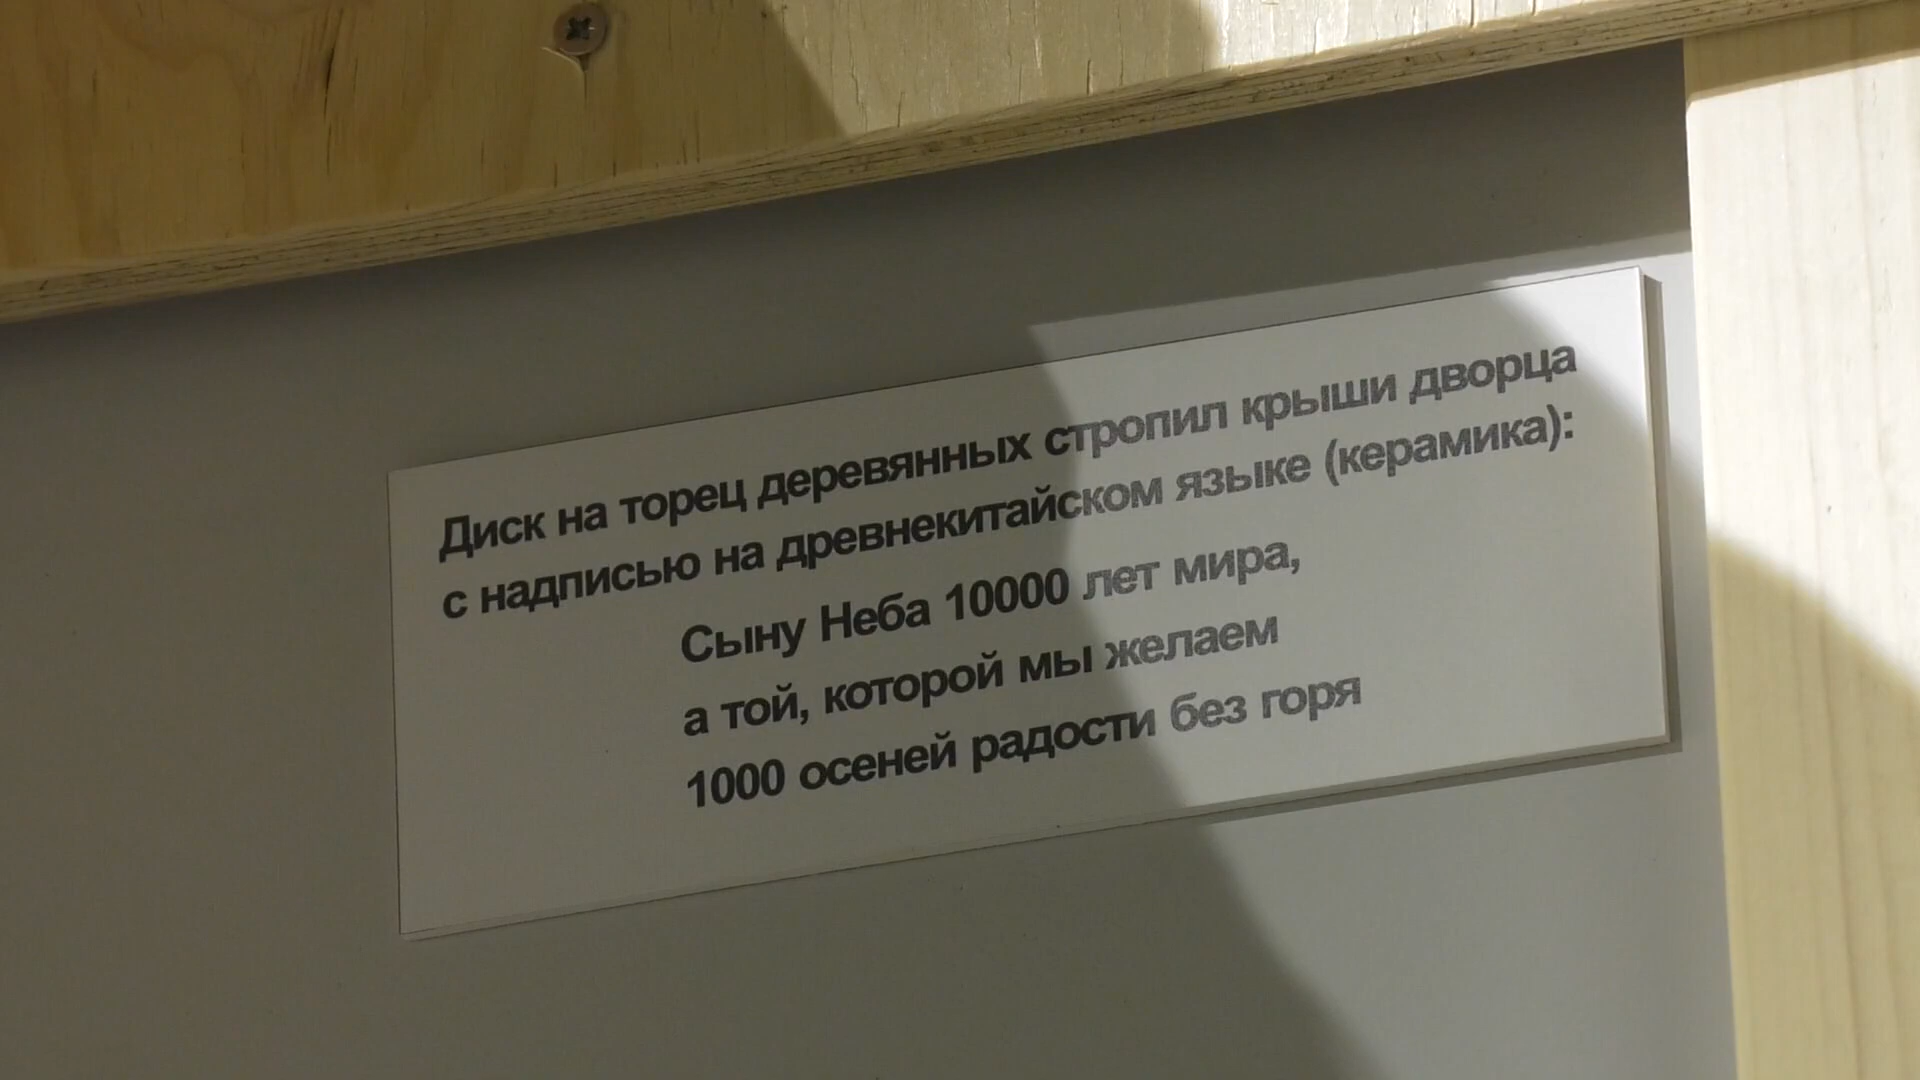 Диск на торец деревянных стропил крыши дворца
с надписью на древнекитайском языке (керамика):
Сыну Неба 10000 лет мира,
а той, которой мы желаем
1000 осеней радости без горя